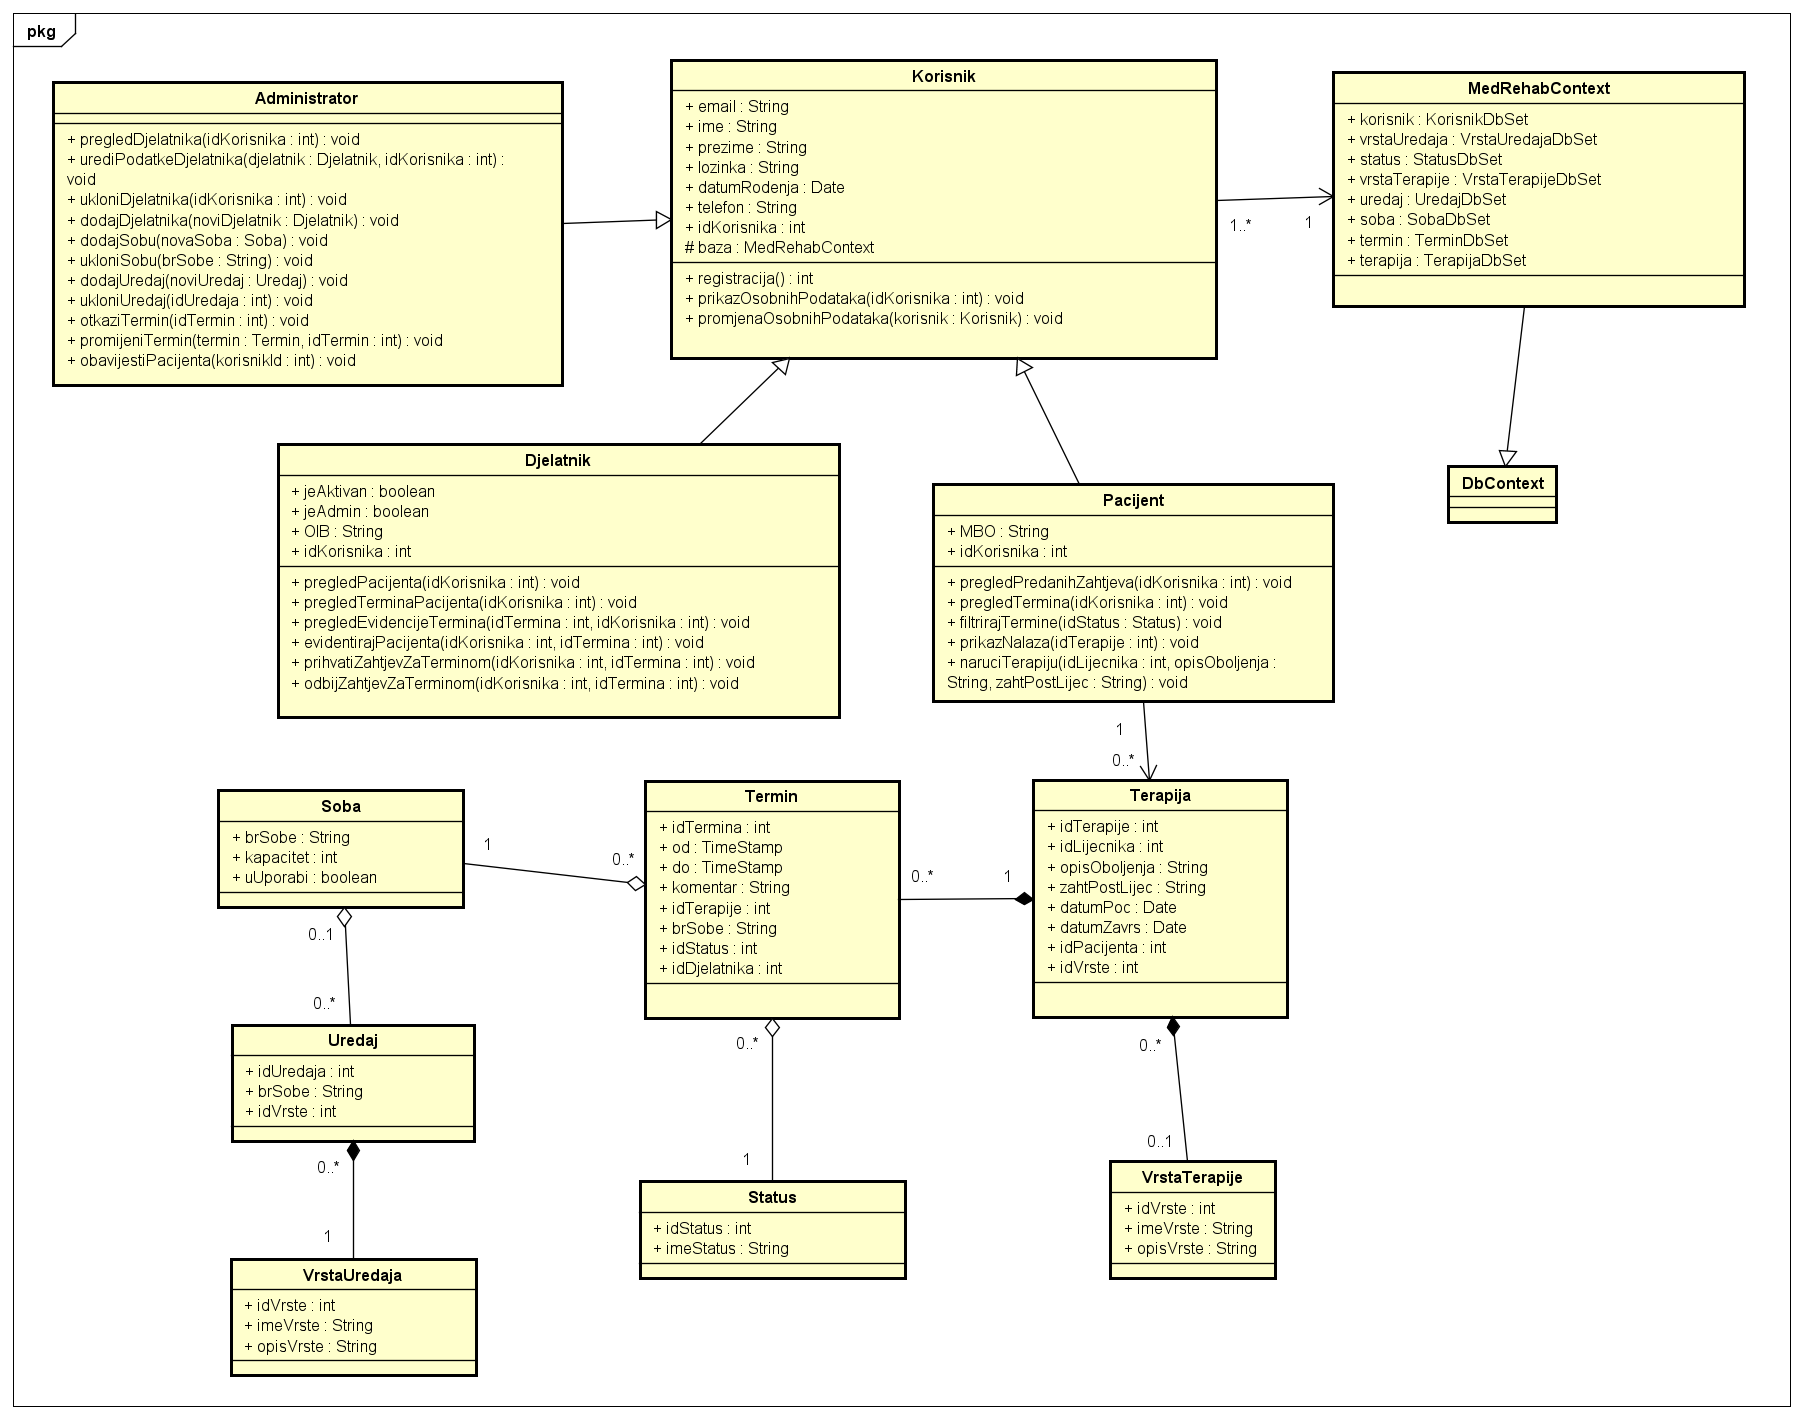 pkg
Administrator
+ pregledDjelatnika(idKorisnika : int) : void
+ urediPodatkeDjelatnika(djelatnik : Djelatnik, idKorisnika : int) :
void
+ ukloniDjelatnika(idKorisnika : int) : void
+ dodajDjelatnika(noviDjelatnik : Djelatnik) : void
+ dodajSobu(novaSoba : Soba) : void
+ ukloniSobu(brSobe : String) : void
+ dodajUredaj(noviUredaj : Uredaj) : void
+ ukloniUredaj(idUredaja : int) : void
+ otkaziTermin(idTermin : int) : void
+ promijeniTermin(termin : Termin, idTermin : int) : void
+ obavijestiPacijenta(korisnikId : int) : void
Korisnik
+ email : String
+ ime : String
+ prezime : String
+ lozinka : String
+ datumRodenja : Date
+ telefon : String
+ idKorisnika : int
# baza : MedRehabContext
+ registracija() : int
+ prikazOsobnihPodataka(idKorisnika : int) : void
+ promjenaOsobnihPodataka(korisnik : Korisnik) : void
1..*
1
MedRehabContext
+ korisnik : KorisnikDbSet
+ vrstaUredaja : VrstaUredajaDbSet
+ status : StatusDbSet
+ vrstaTerapije : VrstaTerapijeDbSet
+ uredaj : UredajDbSet
+ soba : SobaDbSet
+ termin : TerminDbSet
+ terapija : TerapijaDbSet
DbContext
Djelatnik
+ jeAktivan : boolean
+ jeAdmin : boolean
+ OIB : String
+ idKorisnika : int
+ pregledPacijenta(idKorisnika : int) : void
+ pregledTerminaPacijenta(idKorisnika : int) : void
+ pregledEvidencijeTermina(idTermina : int, idKorisnika : int) : void
+ evidentirajPacijenta(idKorisnika : int, idTermina : int) : void
+ prihvatiZahtjevZaTerminom(idKorisnika : int, idTermina : int) : void
+ odbijZahtjevZaTerminom(idKorisnika : int, idTermina : int) : void
Pacijent
+ MBO : String
+ idKorisnika : int
+ pregledPredanihZahtjeva(idKorisnika : int) : void
+ pregledTermina(idKorisnika : int) : void
+ filtrirajTermine(idStatus : Status) : void
+ prikazNalaza(idTerapije : int) : void
+ naruciTerapiju(idLijecnika : int, opisOboljenja :
String, zahtPostLijec : String) : void
1
0..*
Soba
+ brSobe : String
+ kapacitet : int
+ uUporabi : boolean
1
0..*
Termin
+ idTermina : int
+ od : TimeStamp
+ do : TimeStamp
+ komentar : String
+ idTerapije : int
+ brSobe : String
+ idStatus : int
+ idDjelatnika : int
0..*
1
Terapija
+ idTerapije : int
+ idLijecnika : int
+ opisOboljenja : String
+ zahtPostLijec : String
+ datumPoc : Date
+ datumZavrs : Date
+ idPacijenta : int
+ idVrste : int
0..1
0..*
Uredaj
+ idUredaja : int
+ brSobe : String
+ idVrste : int
0..*
1
VrstaUredaja
+ idVrste : int
+ imeVrste : String
+ opisVrste : String
0..*
1
Status
+ idStatus : int
+ imeStatus : String
0..*
0..1
VrstaTerapije
+ idVrste : int
+ imeVrste : String
+ opisVrste : String